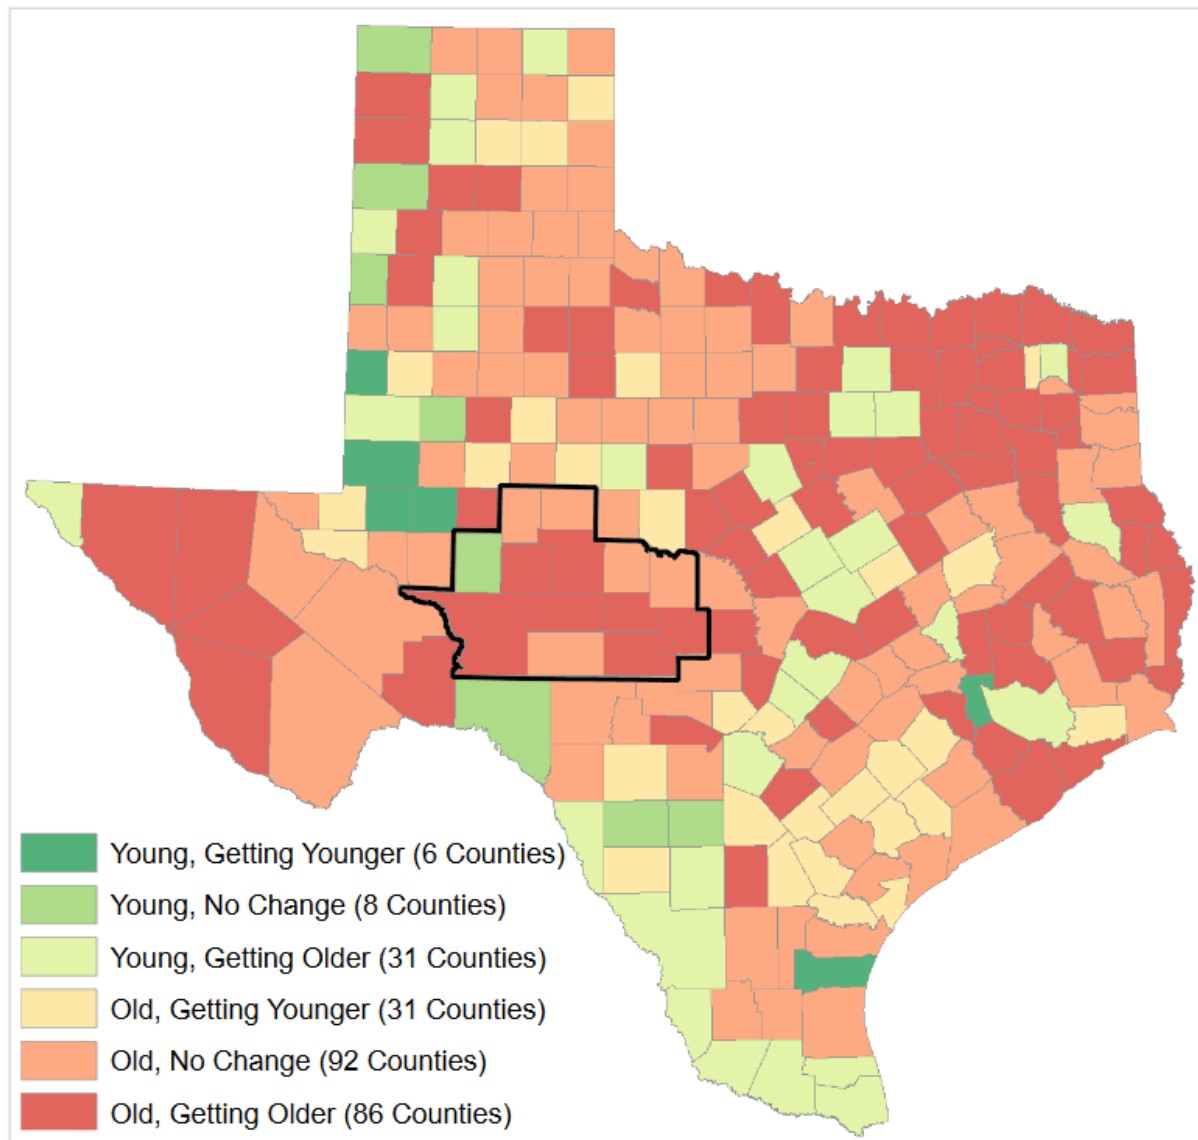 Young, Getting Younger (6 Counties)
Young, No Change (8 Counties)
Young, Getting Older (31 Counties)
Old, Getting Younger (31 Counties)
Old, No Change (92 Counties)
Old, Getting Older (86 Counties)